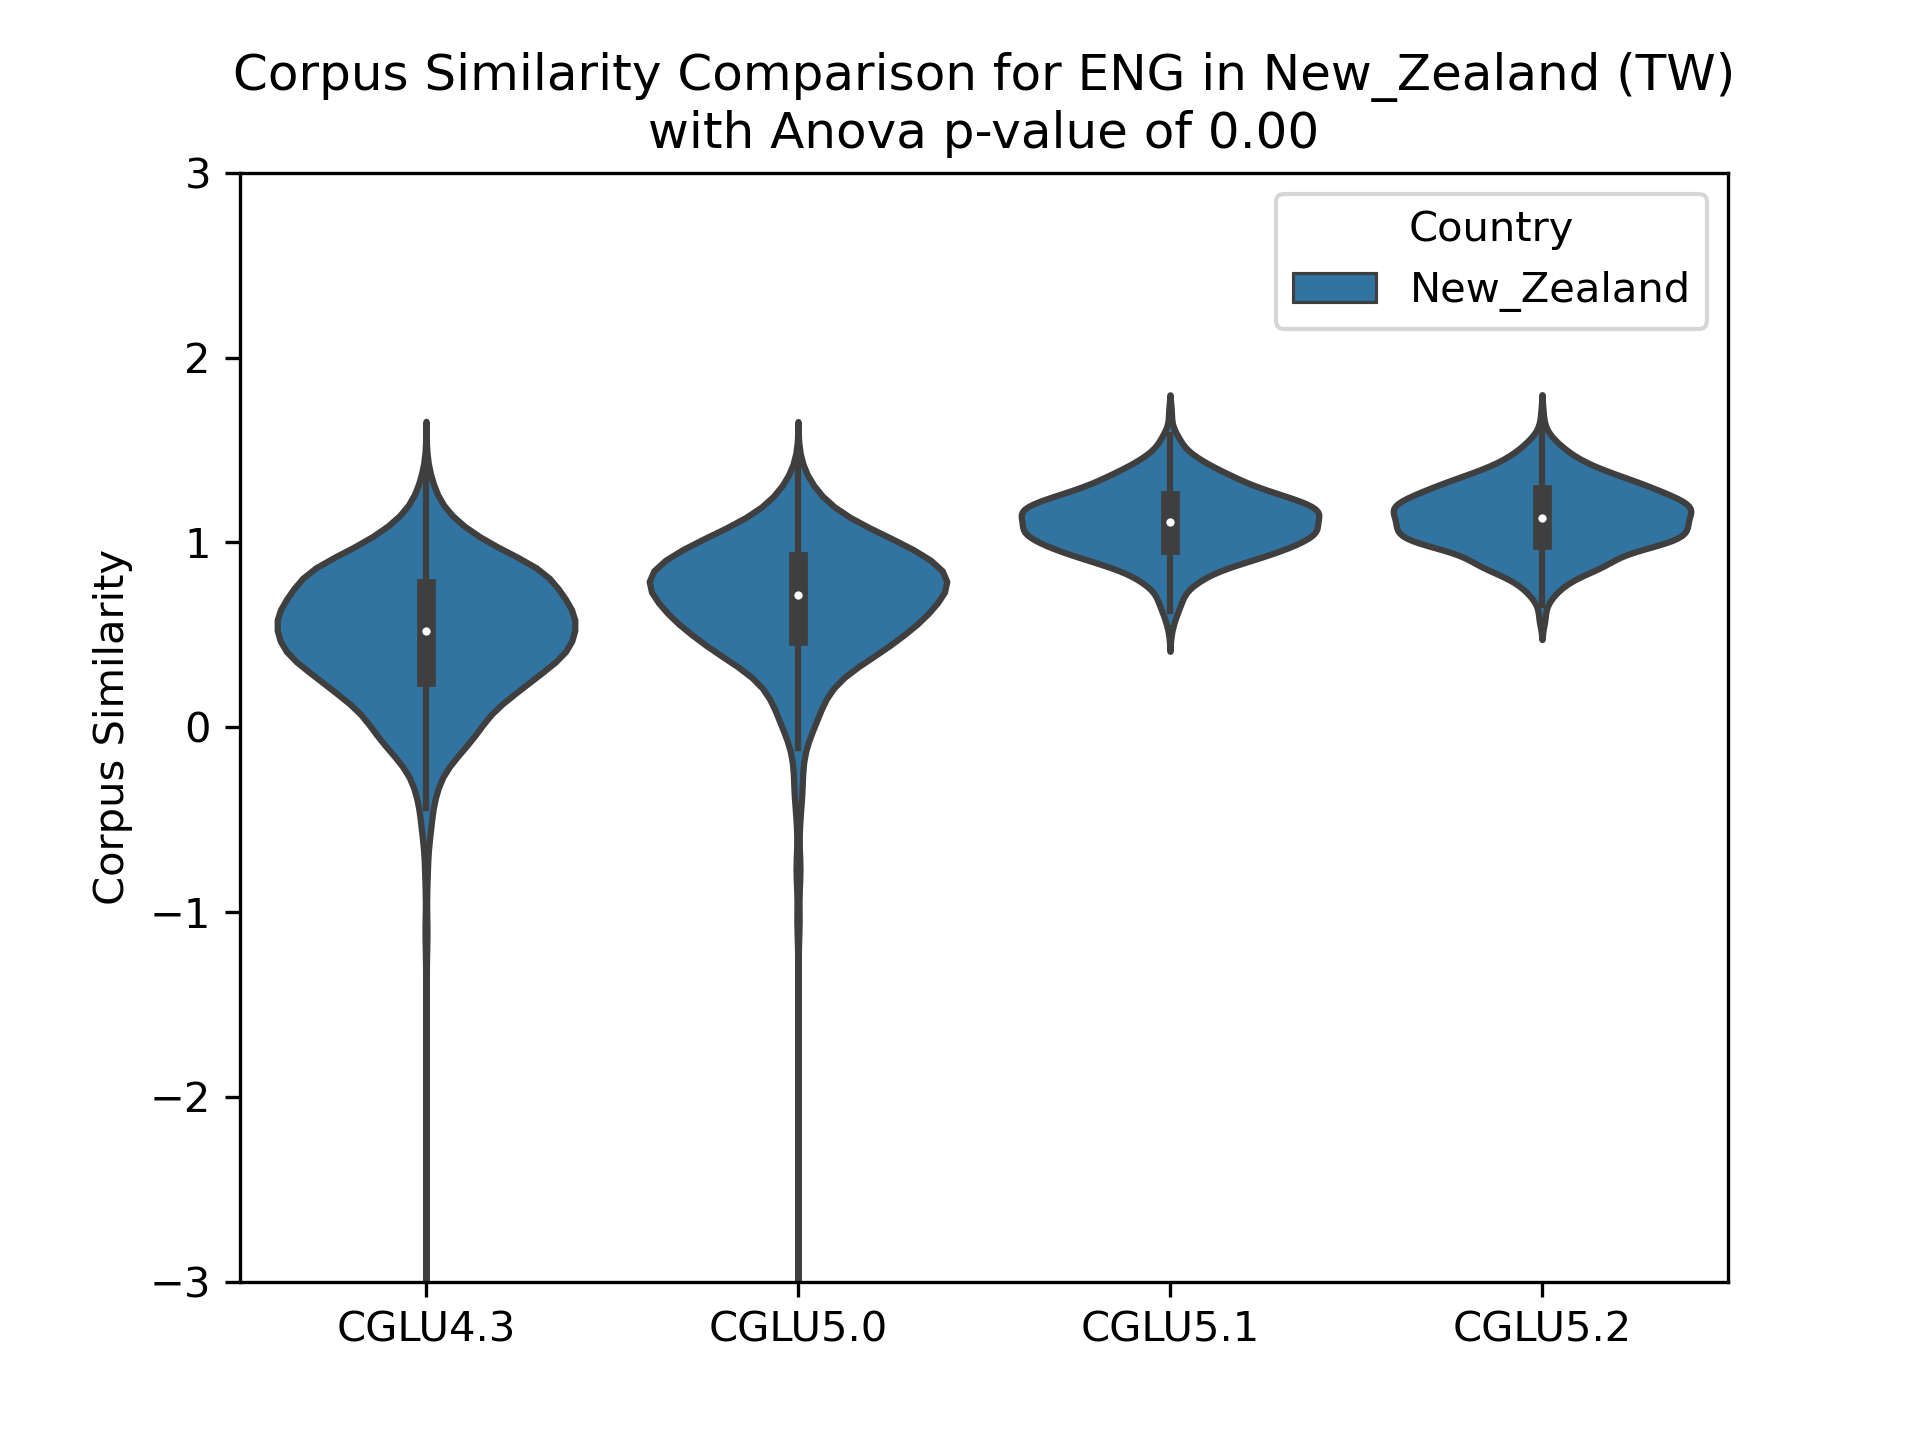 Corpus Similarity Comparison for ENG in New_Zealand (TW)
with Anova p-value of 0.00
Country
New_Zealand
Corpus Similarity
3
2
1
0
−1
−2
−3
CGLU4.3
CGLU5.0
CGLU5.1
CGLU5.2